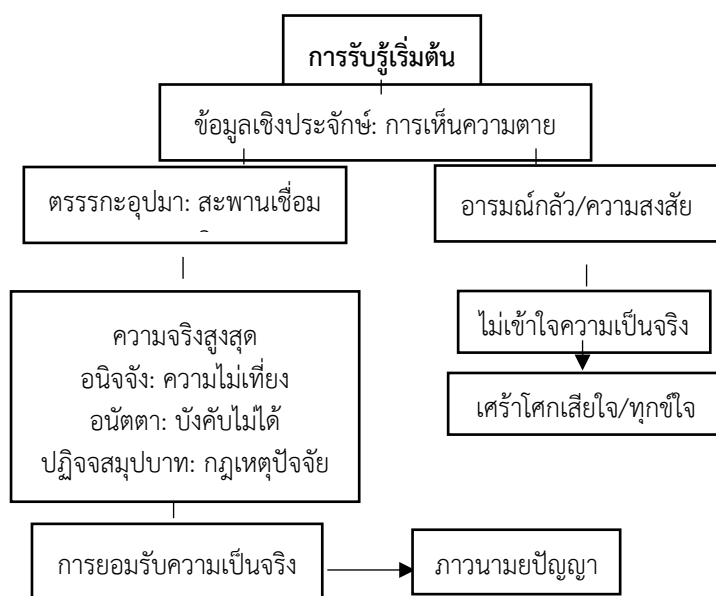 การรับรู้เริ่มต้น
ข้อมูลเชิงประจักษ์: การเห็นความตาย
ตรรรกะอุปมา: สะพานเชื่อม
อารมณ์กลัว/ความสงสัย
ความจริงสูงสุด
อนิจจัง: ความไม่เที่ยง
อนัตตา: บังคับไม่ได้
ปฏิจจสมุปบาท: กฎเหตุปัจจัย
ไม่เข้าใจความเป็นจริง
เศร้าโศกเสียใจ/ทุกข์ใจ
การยอมรับความเป็นจริง
ภาวนามยปัญญา